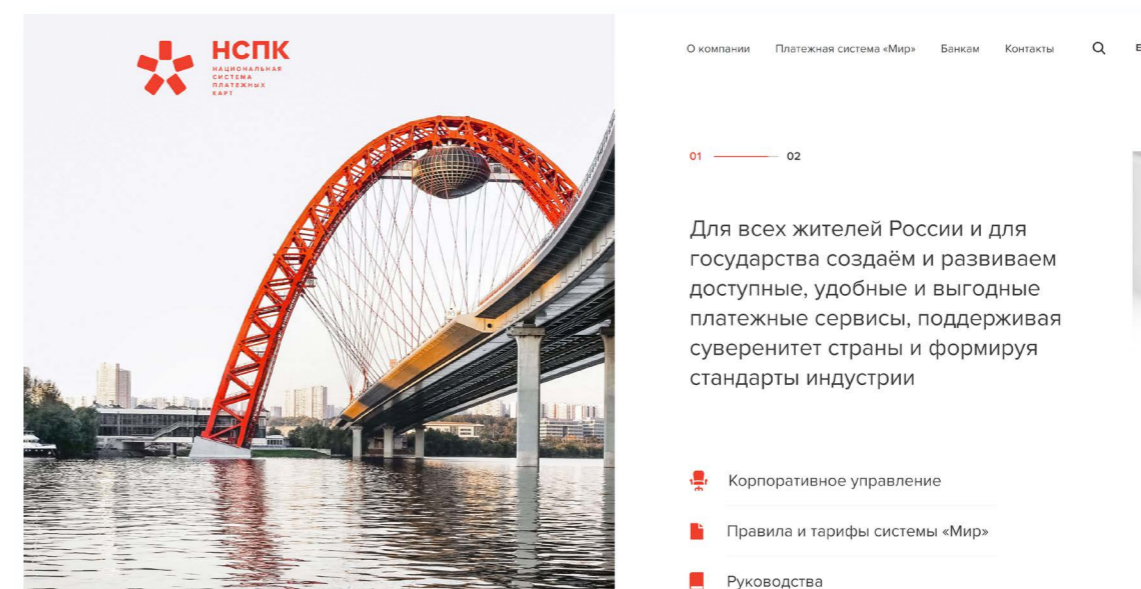 НСПК
НАЦИОНАЛЬНАЯ
СИСТЕМА
ПЛАТЕЖНЫХ
КАРТ
О компании Платежная система «Мир» Банкам Контакты
01 02
Для всех жителей России и для
государства создаём и развиваем
доступные, удобные и выгодные
платежные сервисы, поддерживая
суверенитет страны и формируя
стандарты индустрии
Корпоративное управление
Правила и тарифы системы «Мир»
Руководства